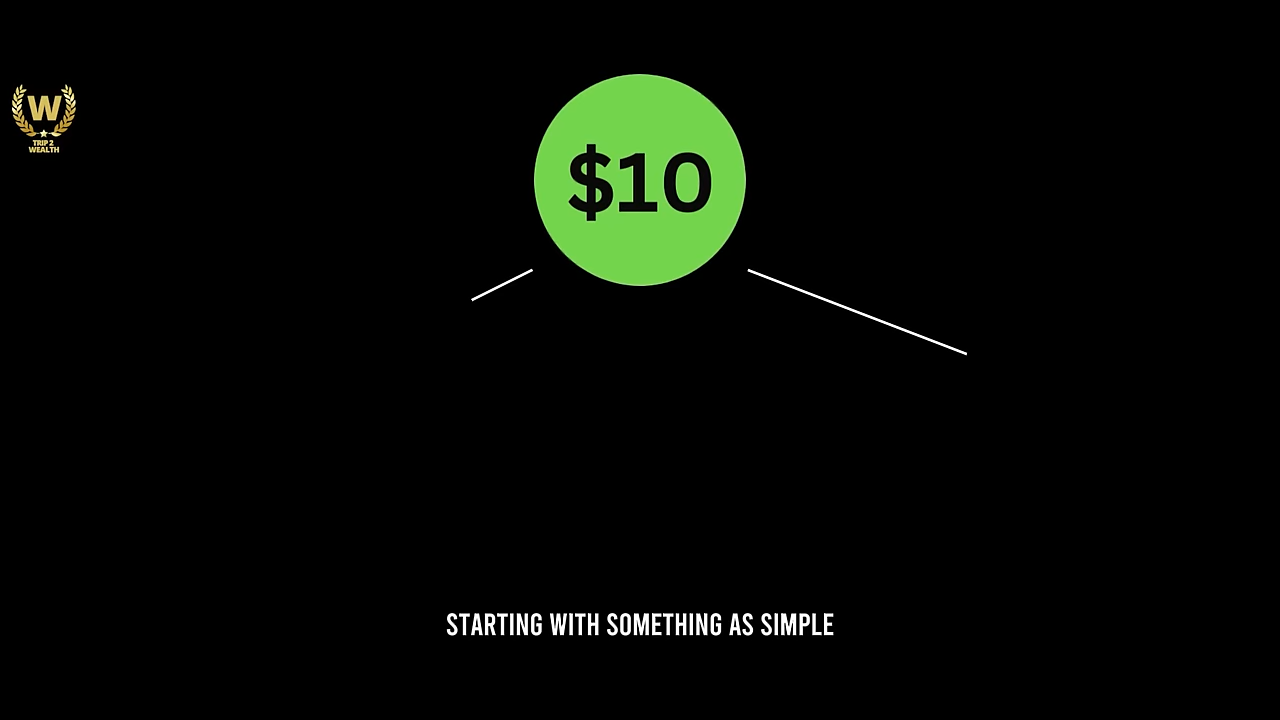 W
TRIP 2
WEALTH
$10
STARTING WITH SOMETHING AS SIMPLE